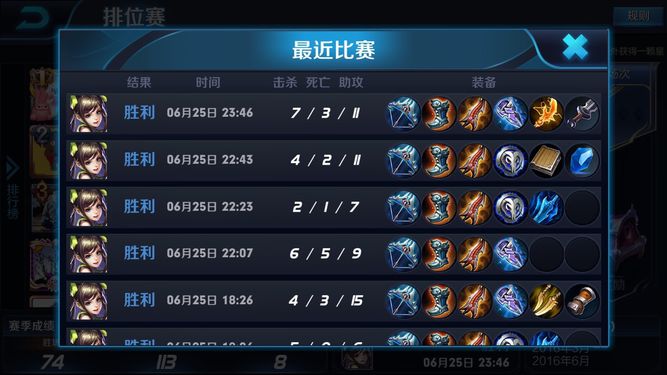 排位赛
规则
最近比赛
结果 时间 击杀 死亡 助攻 装备
胜利 06月25日 23:46 7 / 3 / 11
胜利 06月25日 22:43 4 / 2 / 11
胜利 06月25日 22:23 2 / 1 / 7
胜利 06月25日 22:07 6 / 5 / 9
胜利 06月25日 18:26 4 / 3 / 15
排行榜
赛季成绩
74 113 8
06月25日 23:46
2016年6月